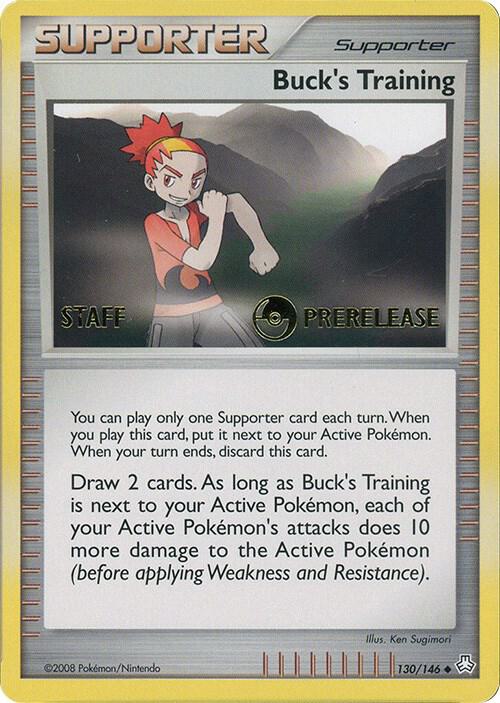 SUPPORTER
Supporter
Buck's Training
STAFF
PRERELEASE
You can play only one Supporter card each turn. When
you play this card, put it next to your Active Pokémon.
When your turn ends, discard this card.
Draw 2 cards. As long as Buck's Training
is next to your Active Pokémon, each of
your Active Pokémon's attacks does 10
more damage to the Active Pokémon
(before applying Weakness and Resistance).
Illus. Ken Sugimori
©2008 Pokémon/Nintendo
130/146